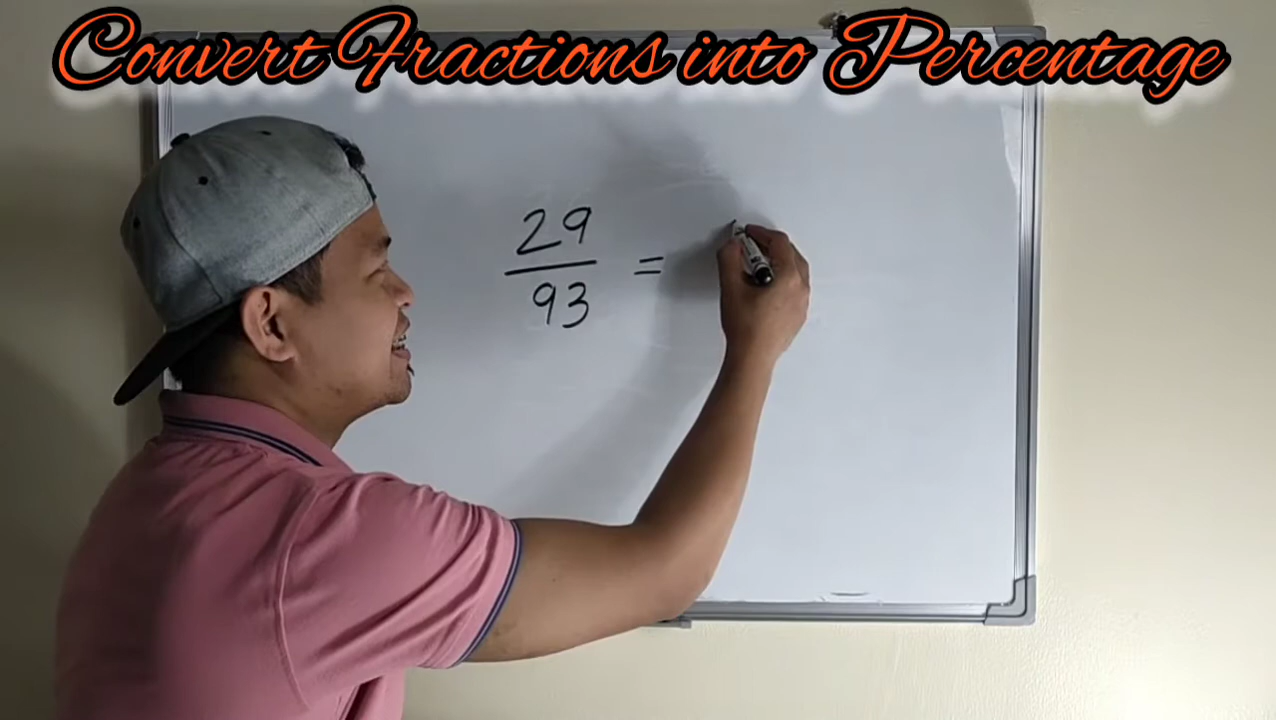 Convert Fractions into Percentage
29
93
=